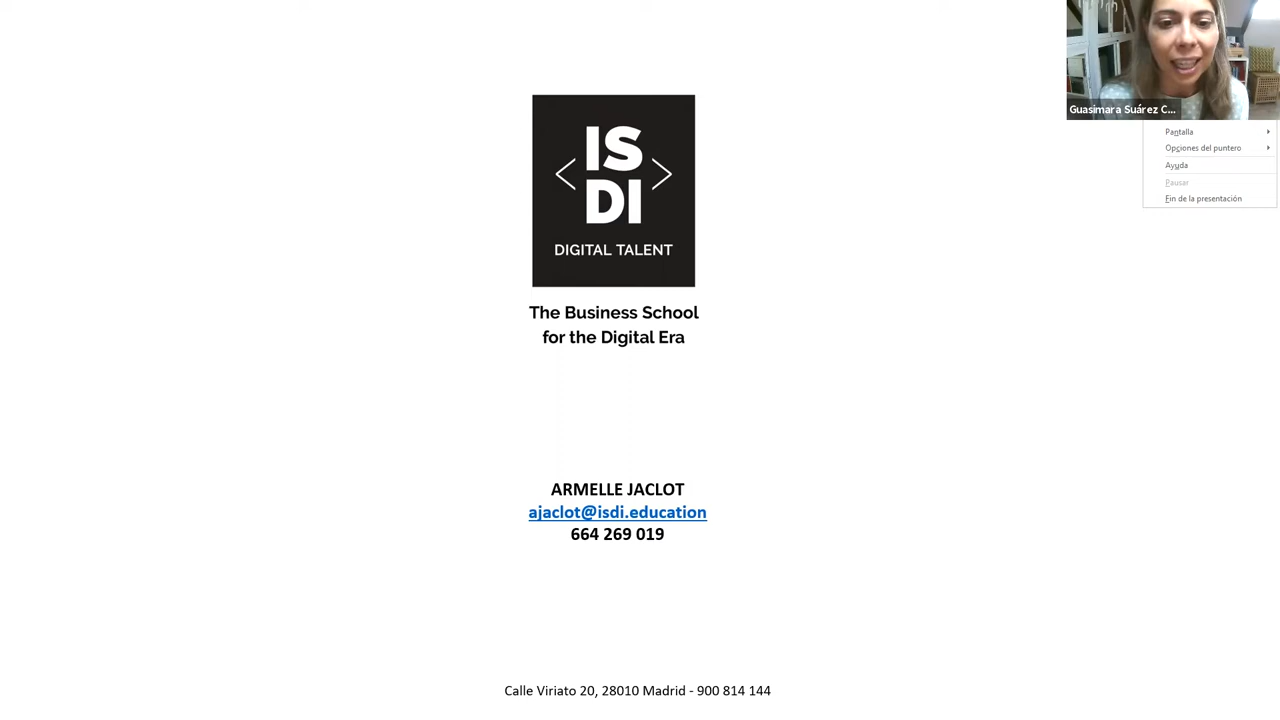 IS
DI
DIGITAL TALENT
The Business School
for the Digital Era
ARMELLE JACLOT
ajaclot@isdi.education
664 269 019
Calle Viriato 20, 28010 Madrid - 900 814 144
Guasimara Suárez C...
Pantalla
Opciones del puntero
Ayuda
Pausar
Fin de la presentación